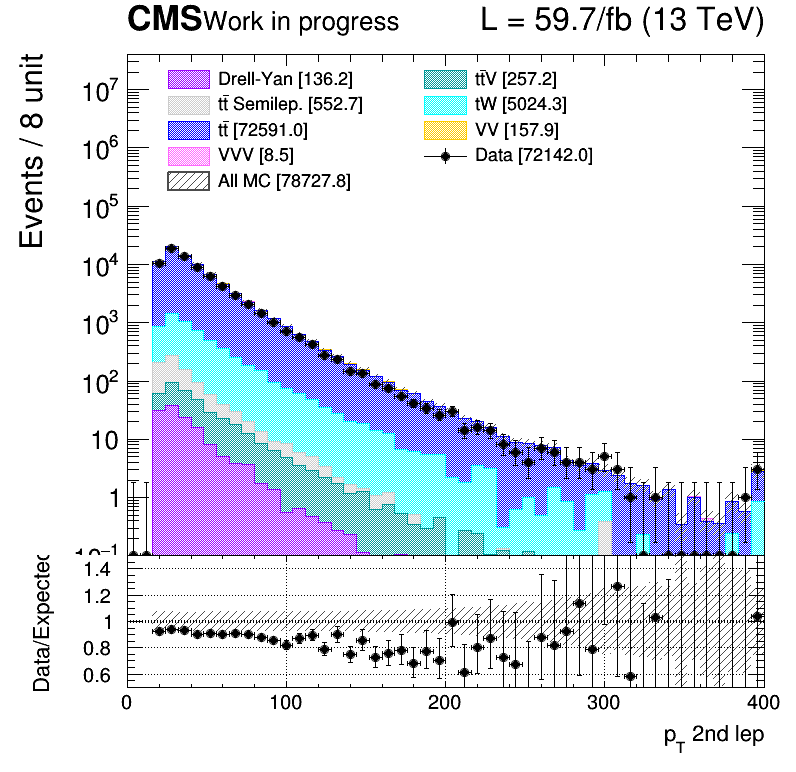 CMS Work in progress L = 59.7/fb (13 TeV)
Events / 8 unit
Drell-Yan [136.2]
tt̄ Semilep. [552.7]
tt̄ [72591.0]
VVV [8.5]
All MC [78727.8]
tt̄V [257.2]
tW [5024.3]
VV [157.9]
Data [72142.0]
10⁷
10⁶
10⁵
10⁴
10³
10²
10
1
10⁻¹
Data/Expected
1.4
1.2
1
0.8
0.6
0 100 200 300 400
p_T 2nd lep